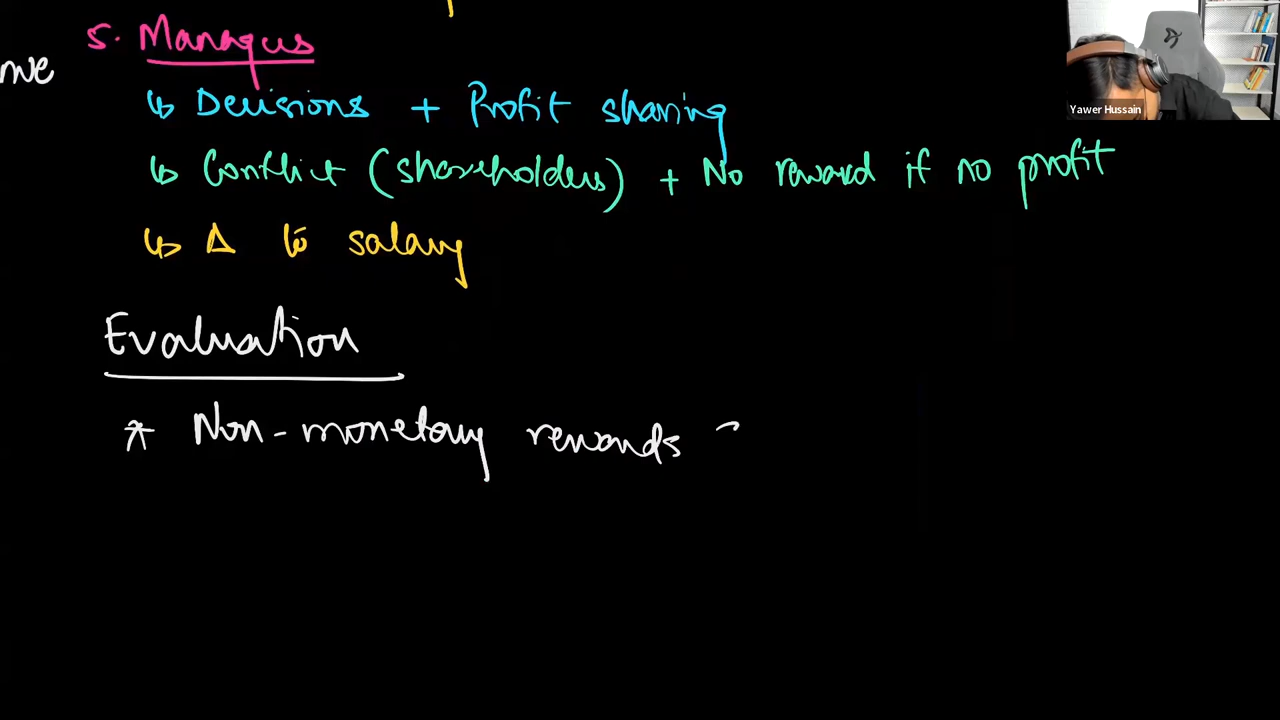 me
5. Managers
↳ Decisions + Profit sharing
↳ Conflict (shareholders) + No reward if no profit
↳ Δ to salary
Evaluation
* Non-monetary rewards
Yawer Hussain